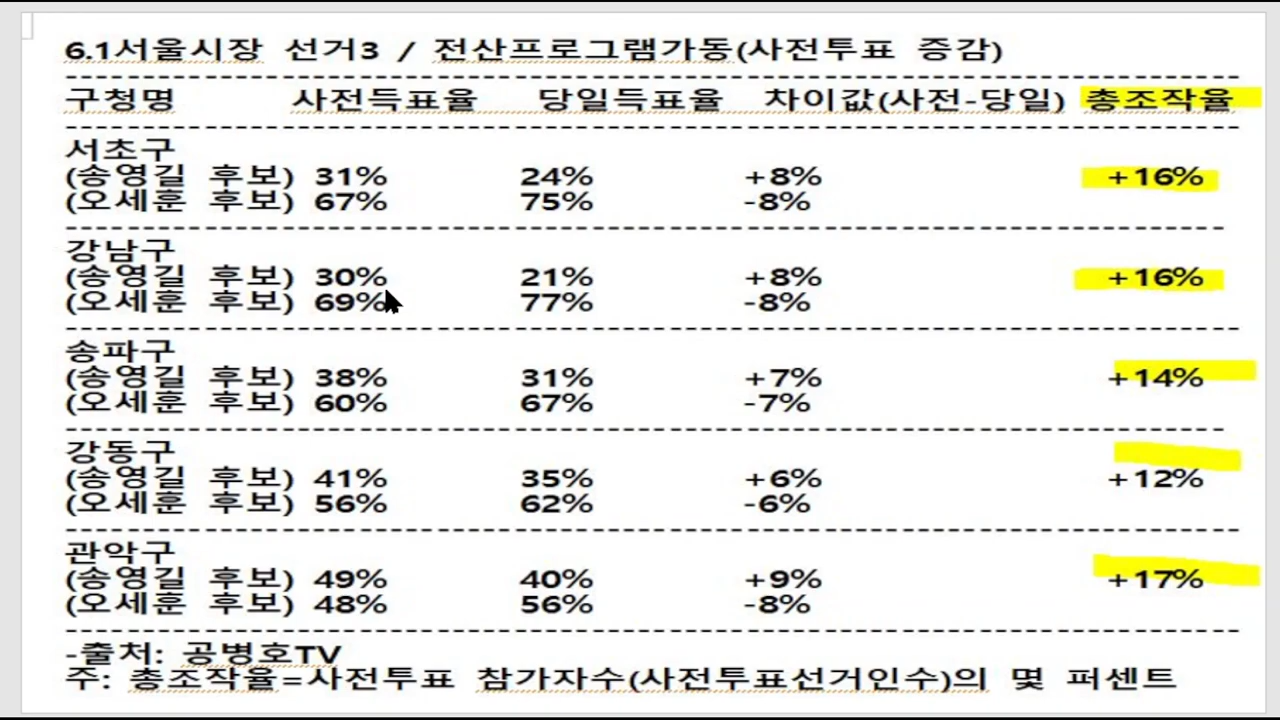 6.1서울시장 선거3 / 전산프로그램가동(사전투표 증감)
구청명 사전득표율 당일득표율 차이값(사전-당일) 총조작율
서초구
(송영길 후보) 31% 24% +8% +16%
(오세훈 후보) 67% 75% -8%
강남구
(송영길 후보) 30% 21% +8% +16%
(오세훈 후보) 69% 77% -8%
송파구
(송영길 후보) 38% 31% +7% +14%
(오세훈 후보) 60% 67% -7%
강동구
(송영길 후보) 41% 35% +6% +12%
(오세훈 후보) 56% 62% -6%
관악구
(송영길 후보) 49% 40% +9% +17%
(오세훈 후보) 48% 56% -8%
-출처: 공병호TV
주: 총조작율=사전투표 참가자수(사전투표선거인수)의 몇 퍼센트